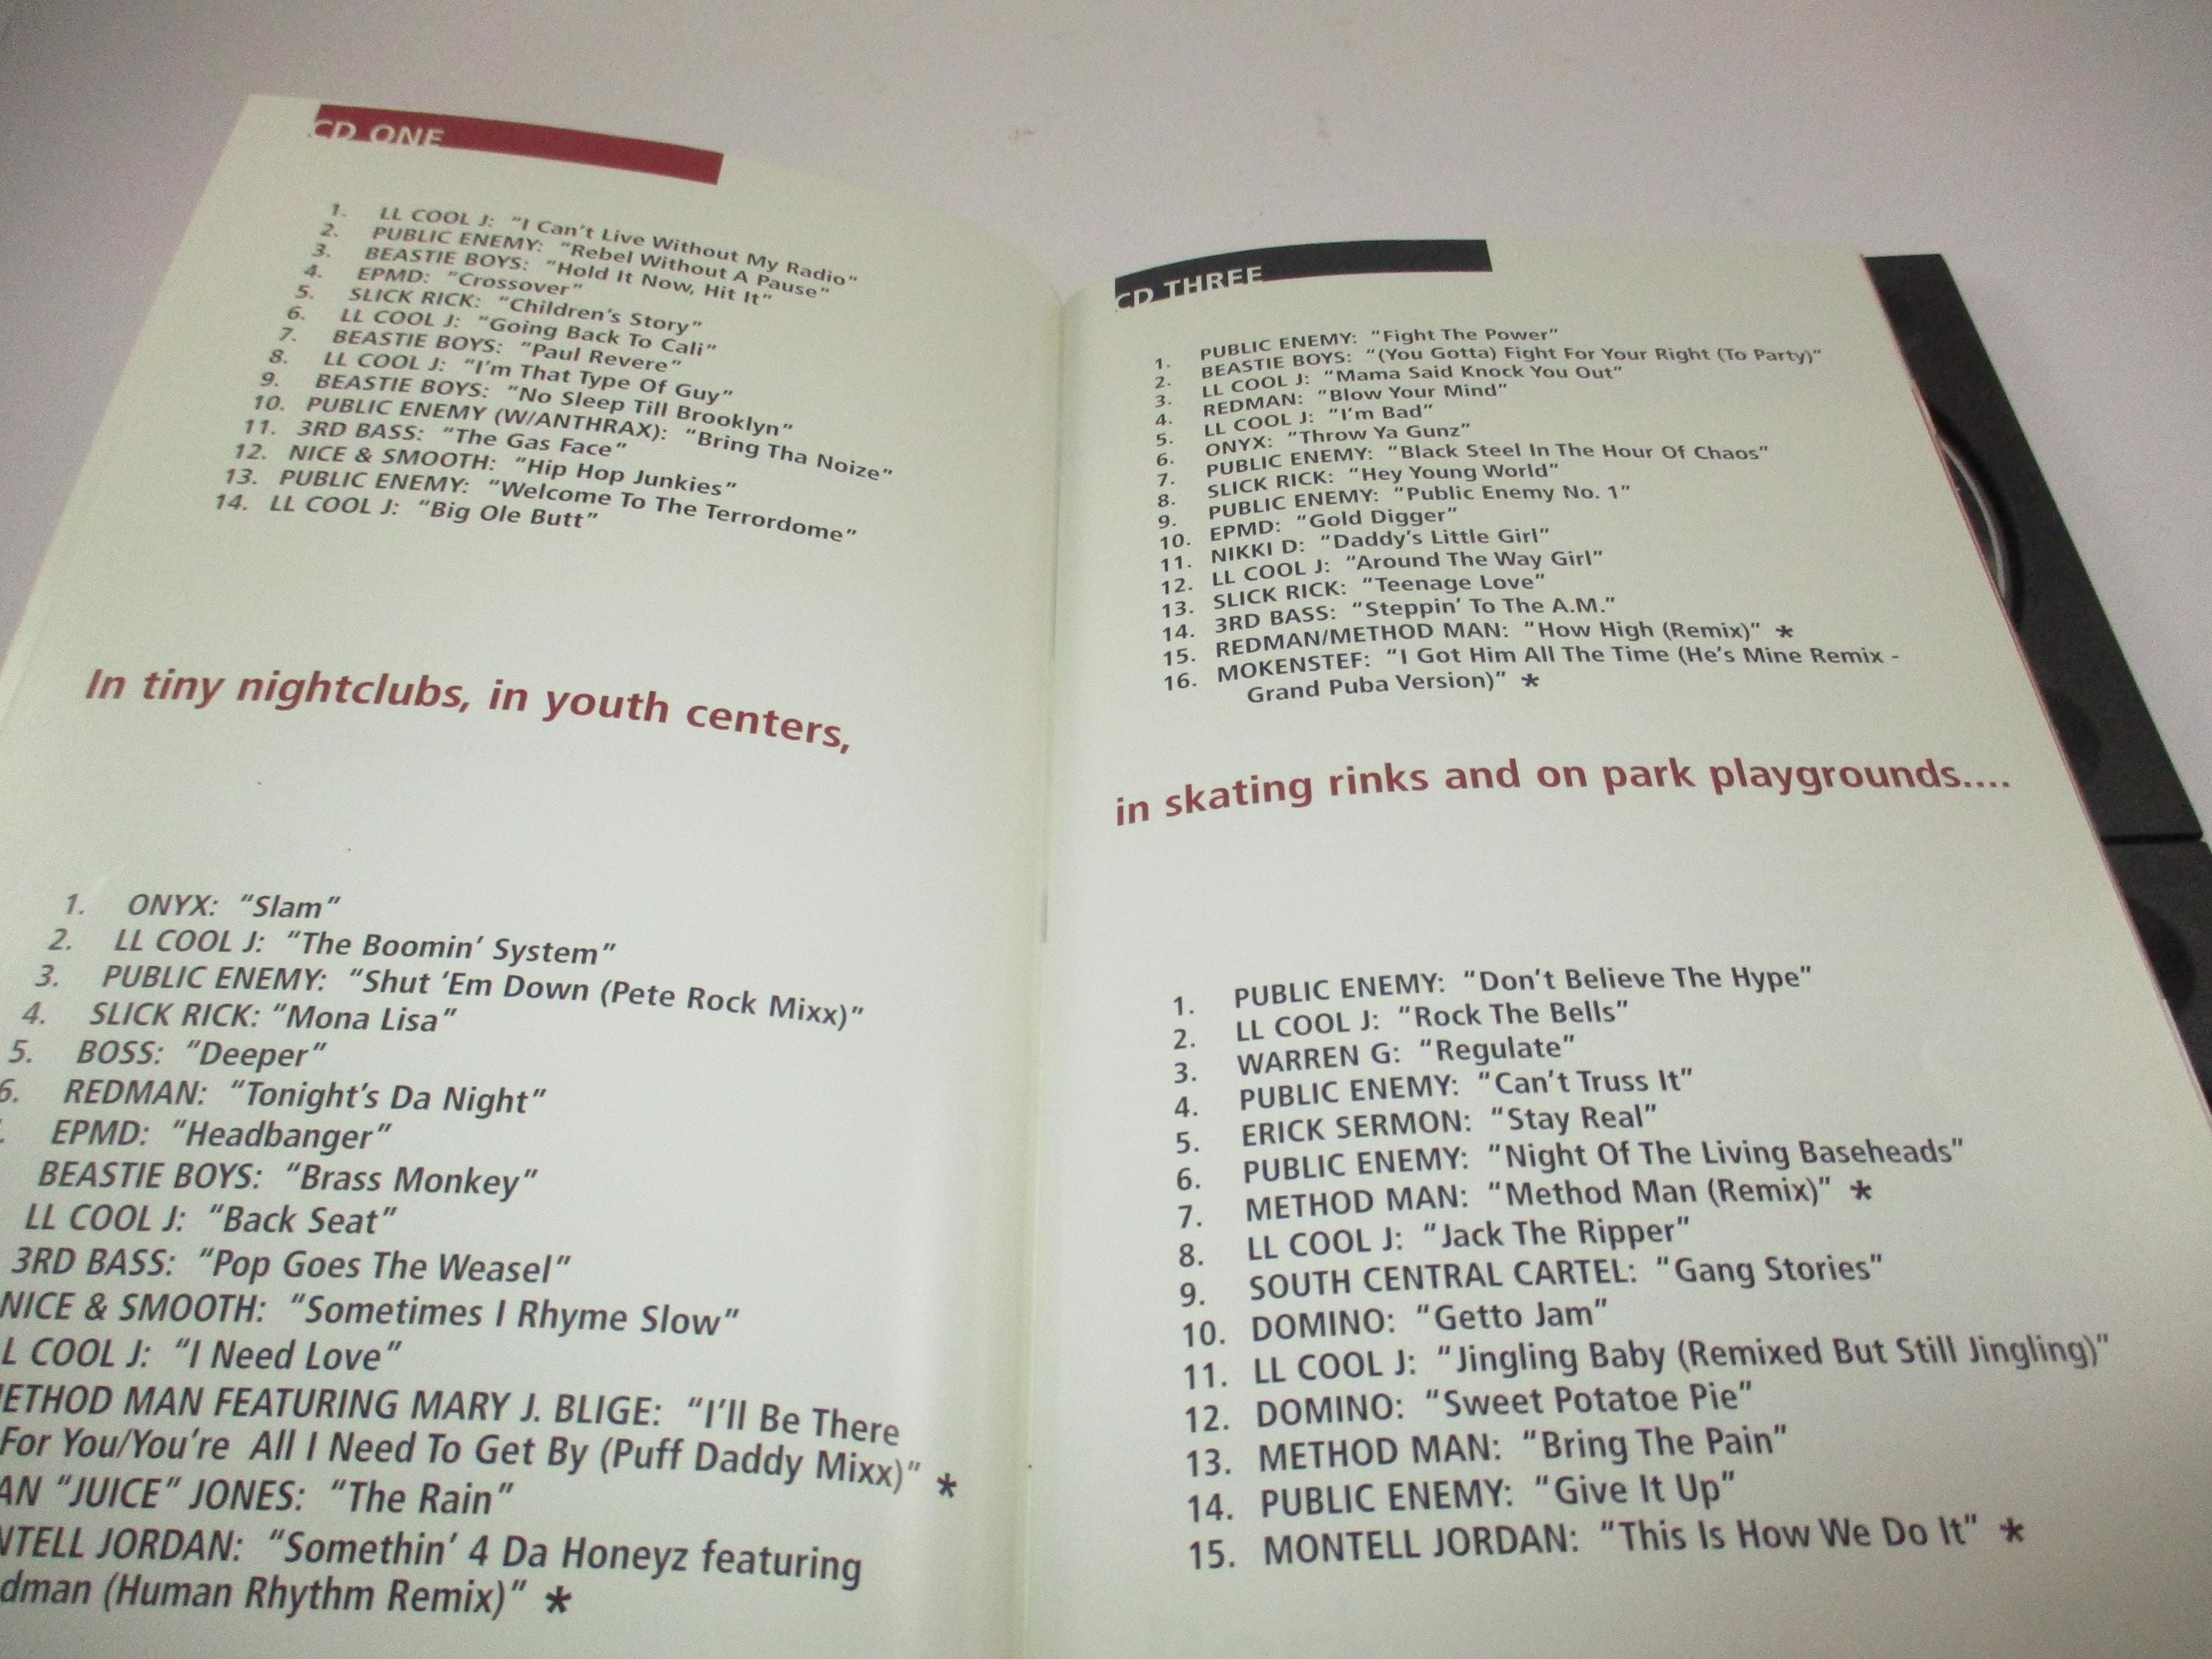 CD ONE
1. LL COOL J: "I Can't Live Without My Radio"
2. PUBLIC ENEMY: "Rebel Without A Pause"
3. BEASTIE BOYS: "Hold It Now, Hit It"
4. EPMD: "Crossover"
5. SLICK RICK: "Children's Story"
6. LL COOL J: "Going Back To Cali"
7. BEASTIE BOYS: "Paul Revere"
8. LL COOL J: "I'm That Type Of Guy"
9. BEASTIE BOYS: "No Sleep Till Brooklyn"
10. PUBLIC ENEMY (W/ANTHRAX): "Bring Tha Noize"
11. 3RD BASS: "The Gas Face"
12. NICE & SMOOTH: "Hip Hop Junkies"
13. PUBLIC ENEMY: "Welcome To The Terrordome"
14. LL COOL J: "Big Ole Butt"
In tiny nightclubs, in youth centers,
1. ONYX: "Slam"
2. LL COOL J: "The Boomin' System"
3. PUBLIC ENEMY: "Shut 'Em Down (Pete Rock Mixx)"
4. SLICK RICK: "Mona Lisa"
5. BOSS: "Deeper"
6. REDMAN: "Tonight's Da Night"
EPMD: "Headbanger"
BEASTIE BOYS: "Brass Monkey"
LL COOL J: "Back Seat"
3RD BASS: "Pop Goes The Weasel"
NICE & SMOOTH: "Sometimes I Rhyme Slow"
L COOL J: "I Need Love"
ETHOD MAN FEATURING MARY J. BLIGE: "I'll Be There
For You/You're All I Need To Get By (Puff Daddy Mixx)" *
AN "JUICE" JONES: "The Rain"
NTELL JORDAN: "Somethin' 4 Da Honeyz featuring
dman (Human Rhythm Remix)" *
CD THREE
1. PUBLIC ENEMY: "Fight The Power"
2. BEASTIE BOYS: "(You Gotta) Fight For Your Right (To Party)"
3. LL COOL J: "Mama Said Knock You Out"
4. REDMAN: "Blow Your Mind"
5. LL COOL J: "I'm Bad"
6. ONYX: "Throw Ya Gunz"
7. PUBLIC ENEMY: "Black Steel In The Hour Of Chaos"
8. SLICK RICK: "Hey Young World"
9. PUBLIC ENEMY: "Public Enemy No. 1"
10. EPMD: "Gold Digger"
11. NIKKI D: "Daddy's Little Girl"
12. LL COOL J: "Around The Way Girl"
13. SLICK RICK: "Teenage Love"
14. 3RD BASS: "Steppin' To The A.M."
15. REDMAN/METHOD MAN: "How High (Remix)" *
16. MOKENSTEF: "I Got Him All The Time (He's Mine Remix -
Grand Puba Version)" *
in skating rinks and on park playgrounds....
1. PUBLIC ENEMY: "Don't Believe The Hype"
2. LL COOL J: "Rock The Bells"
3. WARREN G: "Regulate"
4. PUBLIC ENEMY: "Can't Truss It"
5. ERICK SERMON: "Stay Real"
6. PUBLIC ENEMY: "Night Of The Living Baseheads"
7. METHOD MAN: "Method Man (Remix)" *
8. LL COOL J: "Jack The Ripper"
9. SOUTH CENTRAL CARTEL: "Gang Stories"
10. DOMINO: "Getto Jam"
11. LL COOL J: "Jingling Baby (Remixed But Still Jingling)"
12. DOMINO: "Sweet Potatoe Pie"
13. METHOD MAN: "Bring The Pain"
14. PUBLIC ENEMY: "Give It Up"
15. MONTELL JORDAN: "This Is How We Do It" *